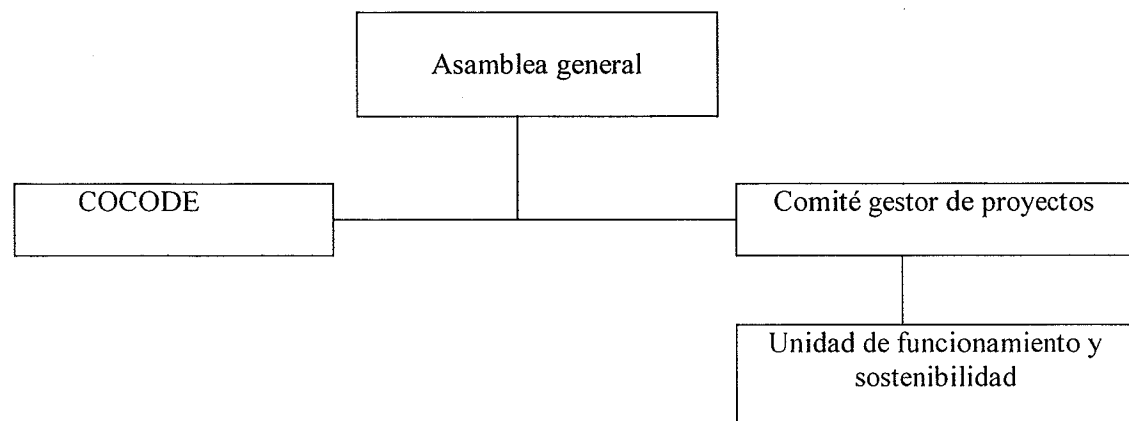 Asamblea general
COCODE
Comité gestor de proyectos
Unidad de funcionamiento y
sostenibilidad